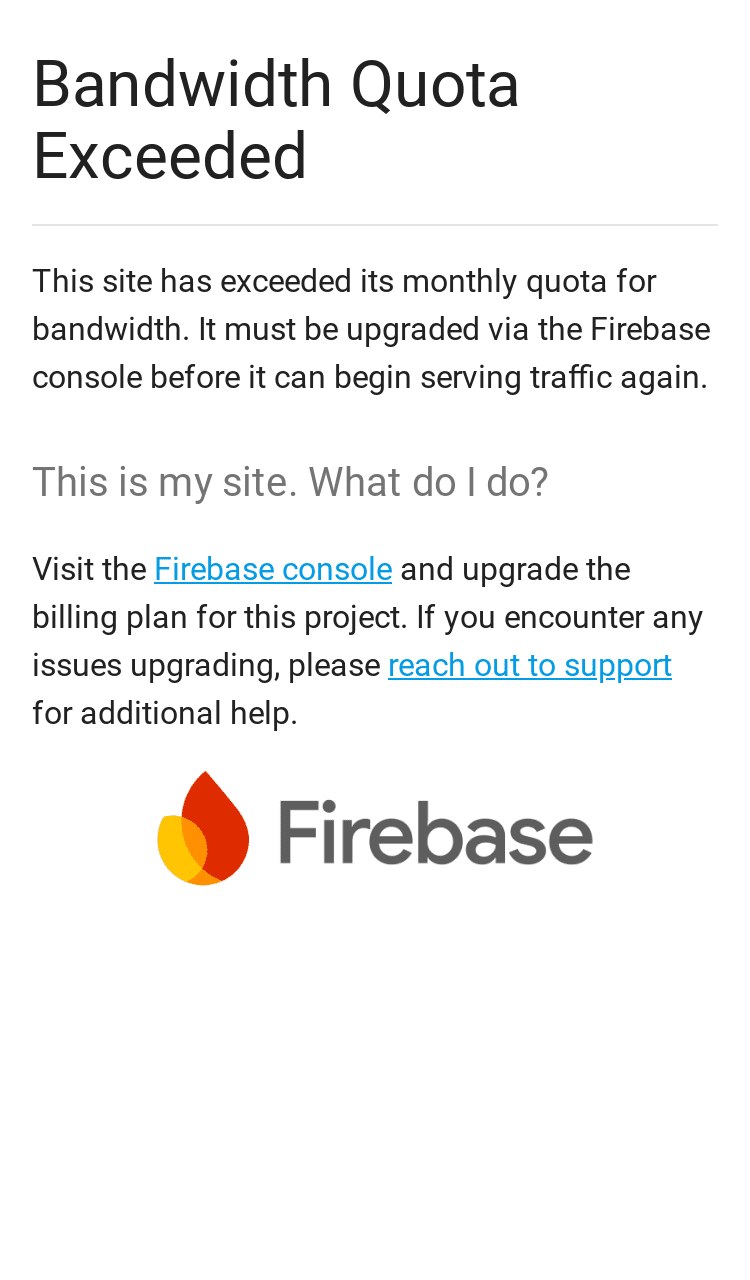 Bandwidth Quota
Exceeded
This site has exceeded its monthly quota for
bandwidth. It must be upgraded via the Firebase
console before it can begin serving traffic again.
This is my site. What do I do?
Visit the Firebase console and upgrade the
billing plan for this project. If you encounter any
issues upgrading, please reach out to support
for additional help.
Firebase